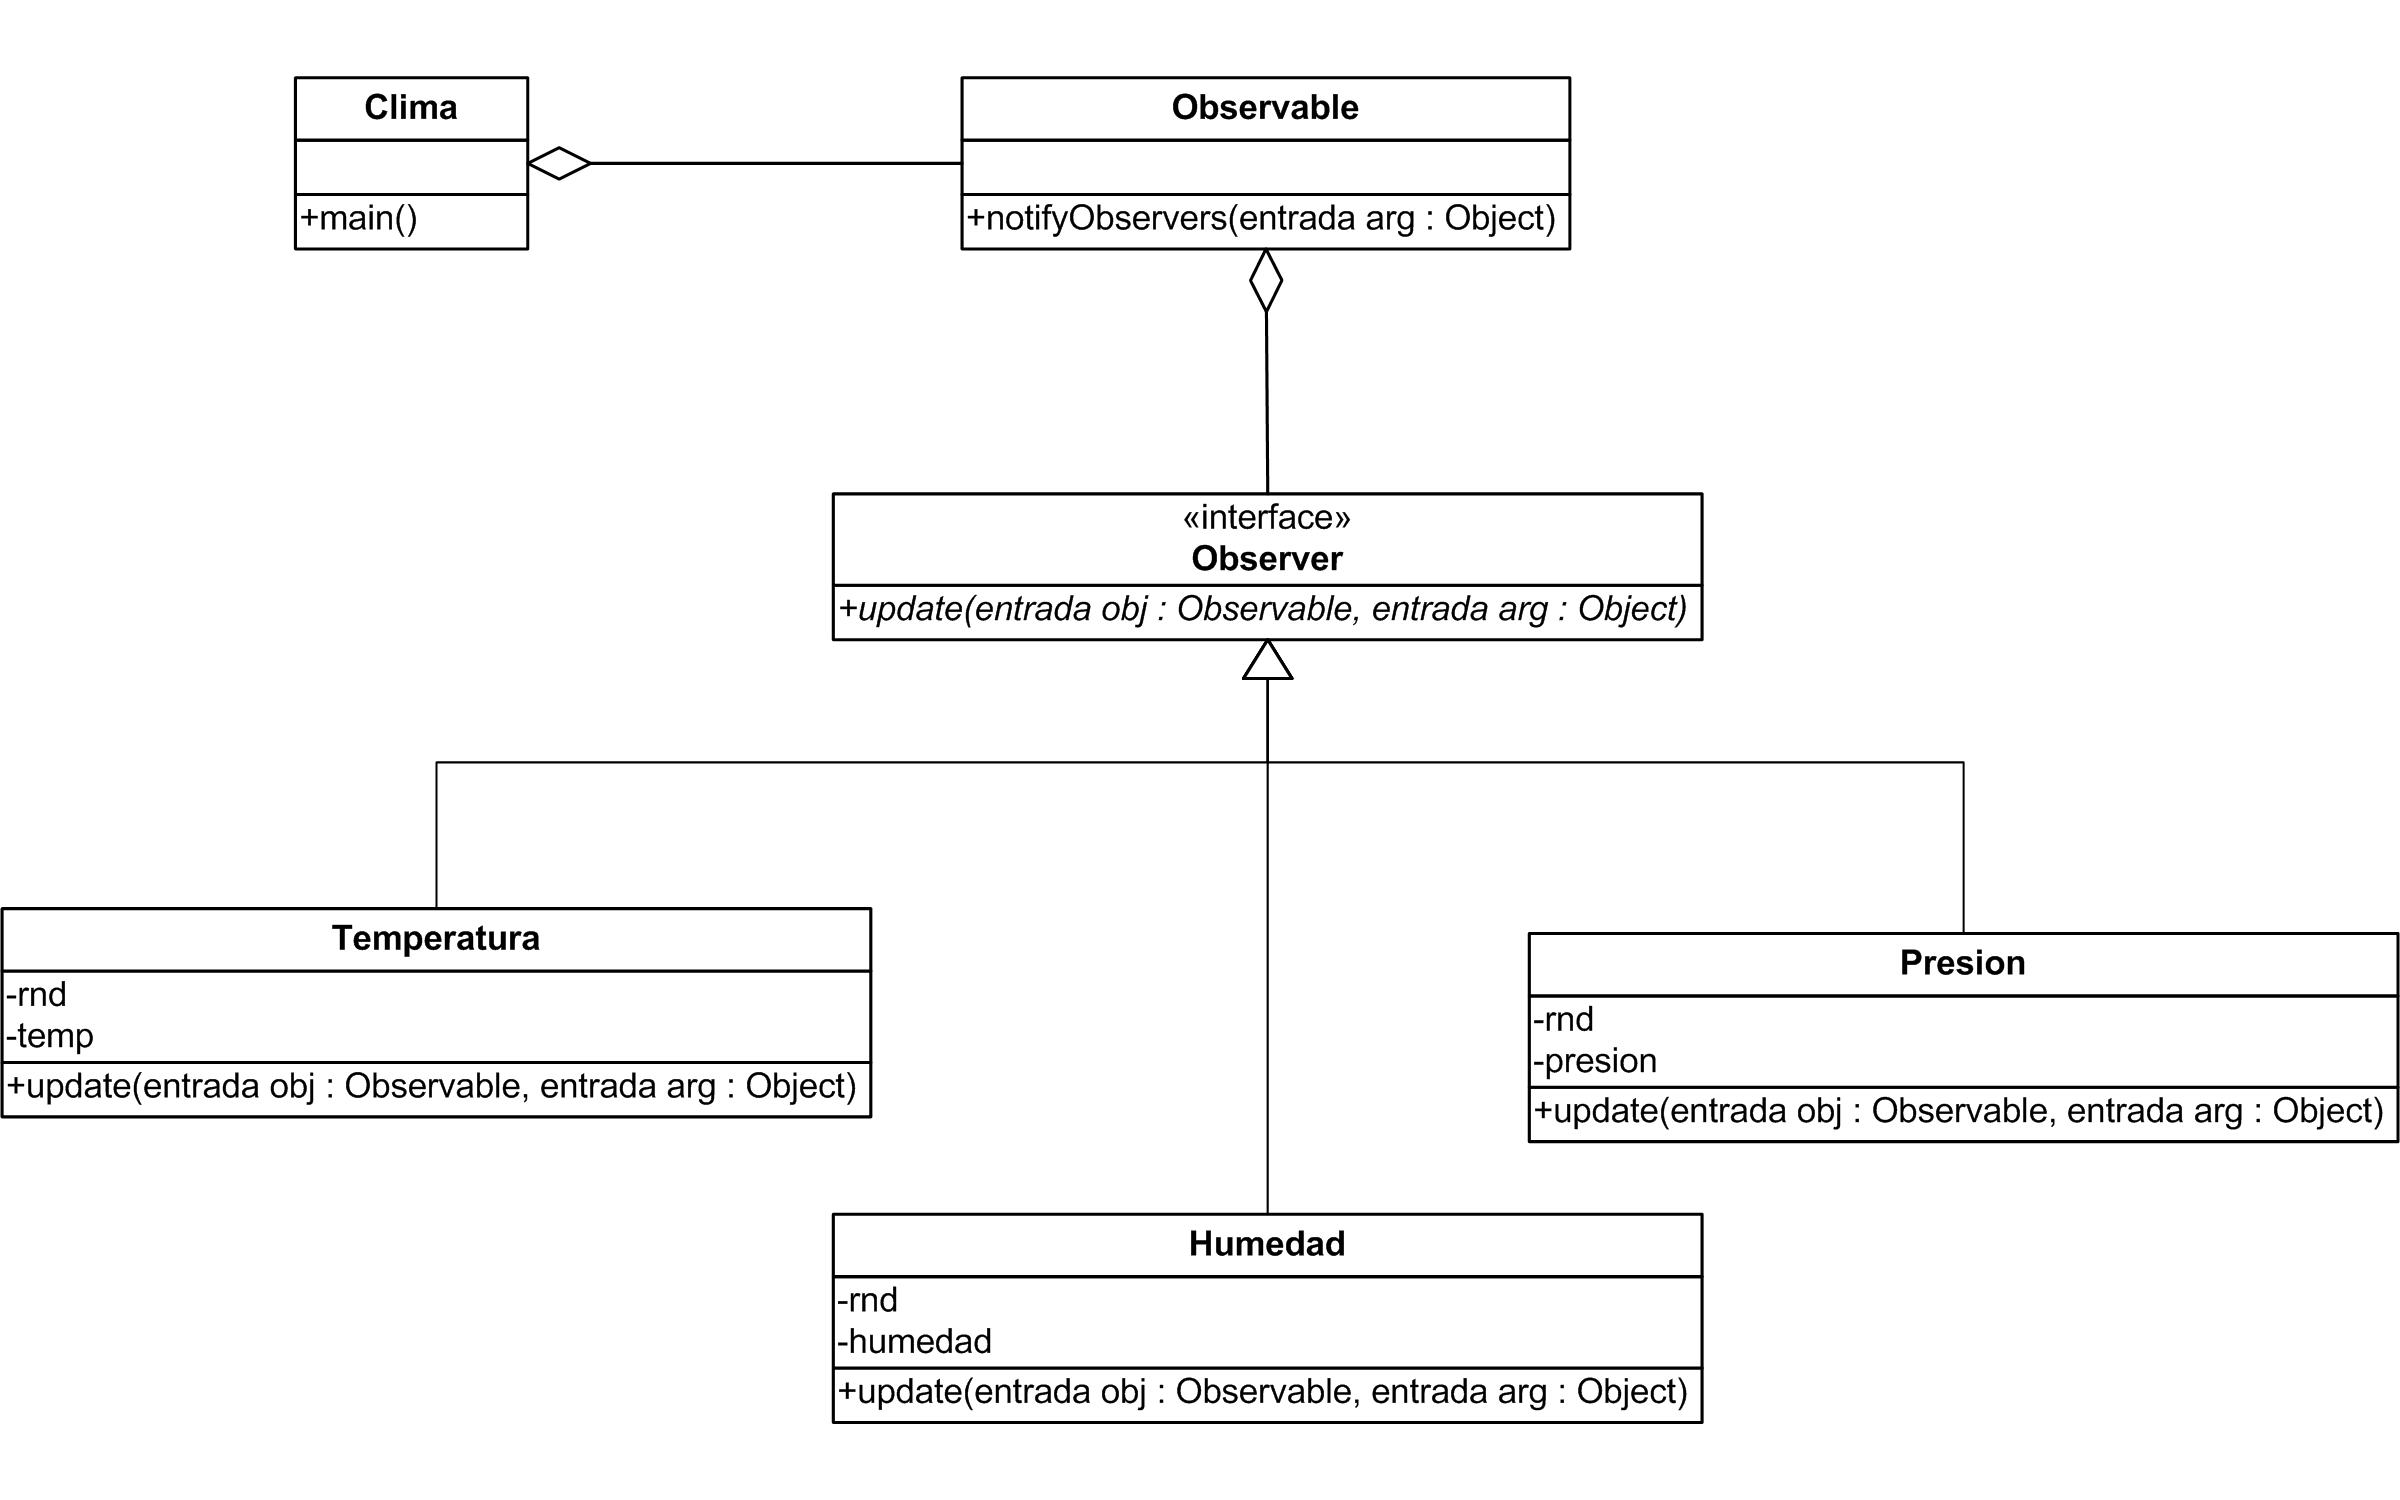 Clima
+main()
Observable
+notifyObservers(entrada arg : Object)
«interface»
Observer
+update(entrada obj : Observable, entrada arg : Object)
Temperatura
-rnd
-temp
+update(entrada obj : Observable, entrada arg : Object)
Presion
-rnd
-presion
+update(entrada obj : Observable, entrada arg : Object)
Humedad
-rnd
-humedad
+update(entrada obj : Observable, entrada arg : Object)